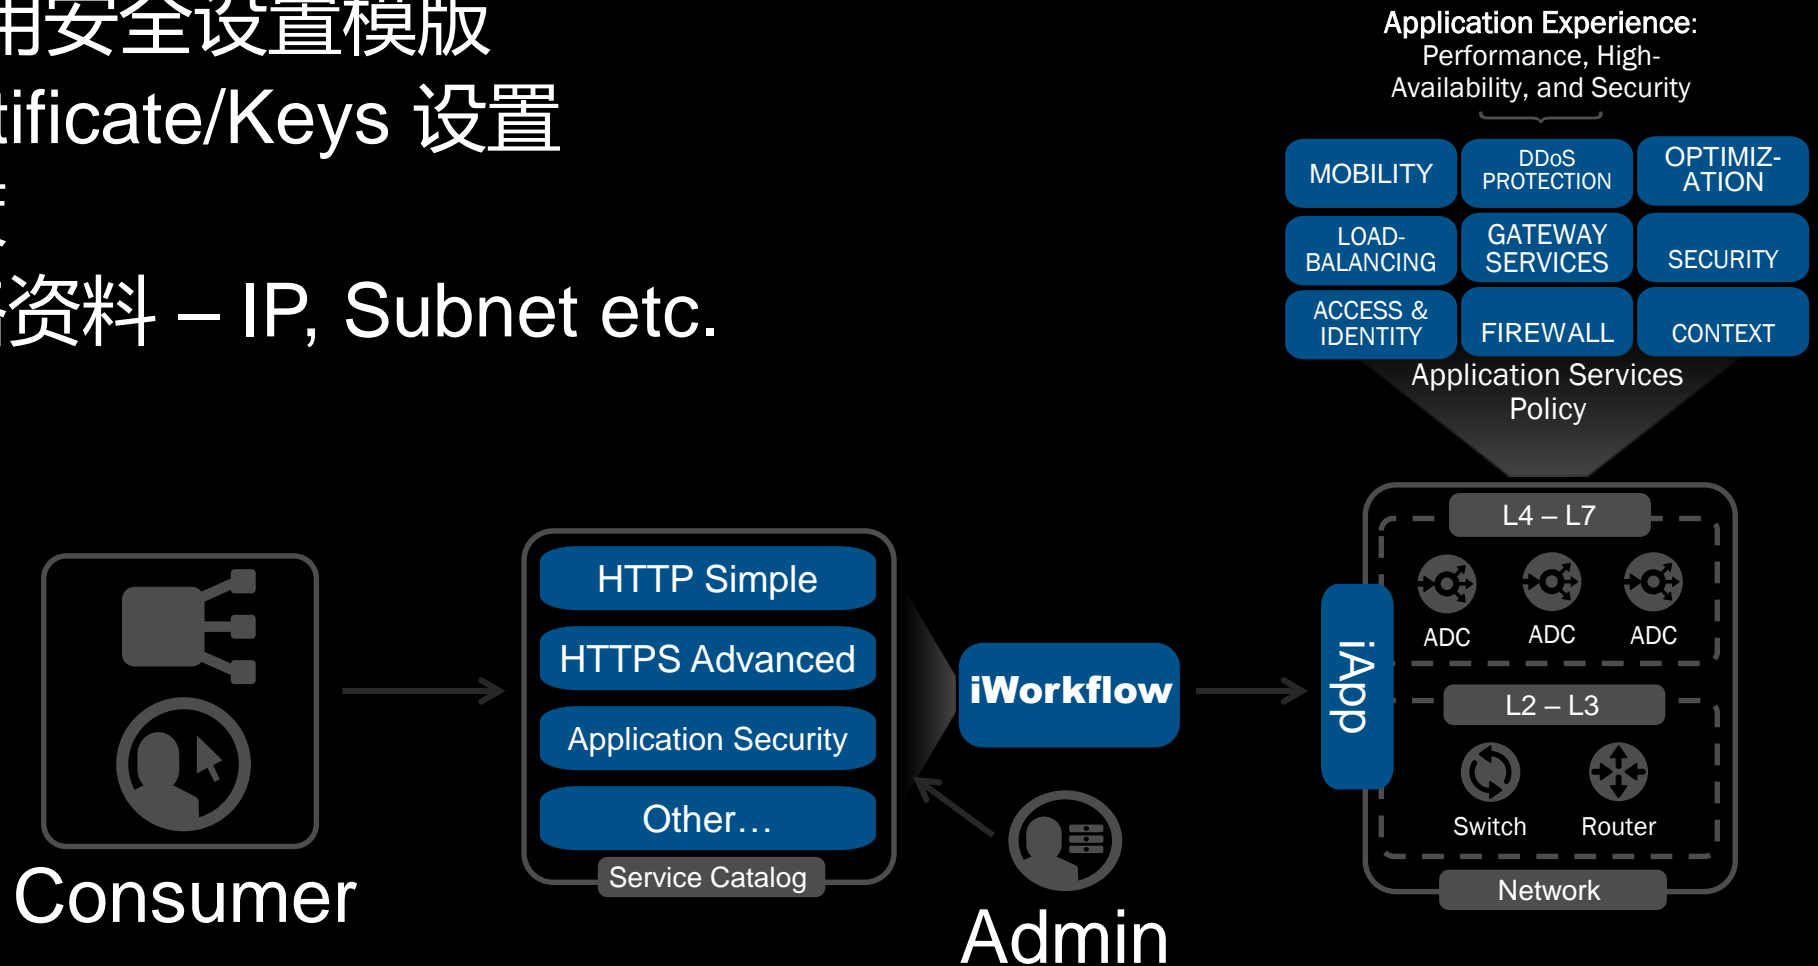 用安全设置模版
tificate/Keys 设置
资料 – IP, Subnet etc.
Application Experience:
Performance, High-
Availability, and Security
MOBILITY
DDoS
PROTECTION
OPTIMIZ-
ATION
LOAD-
BALANCING
GATEWAY
SERVICES
SECURITY
ACCESS &
IDENTITY
FIREWALL
CONTEXT
Application Services
Policy
HTTP Simple
HTTPS Advanced
Application Security
Other…
Service Catalog
Consumer
iWorkflow
Admin
iApp
L4 – L7
ADC
ADC
ADC
L2 – L3
Switch
Router
Network